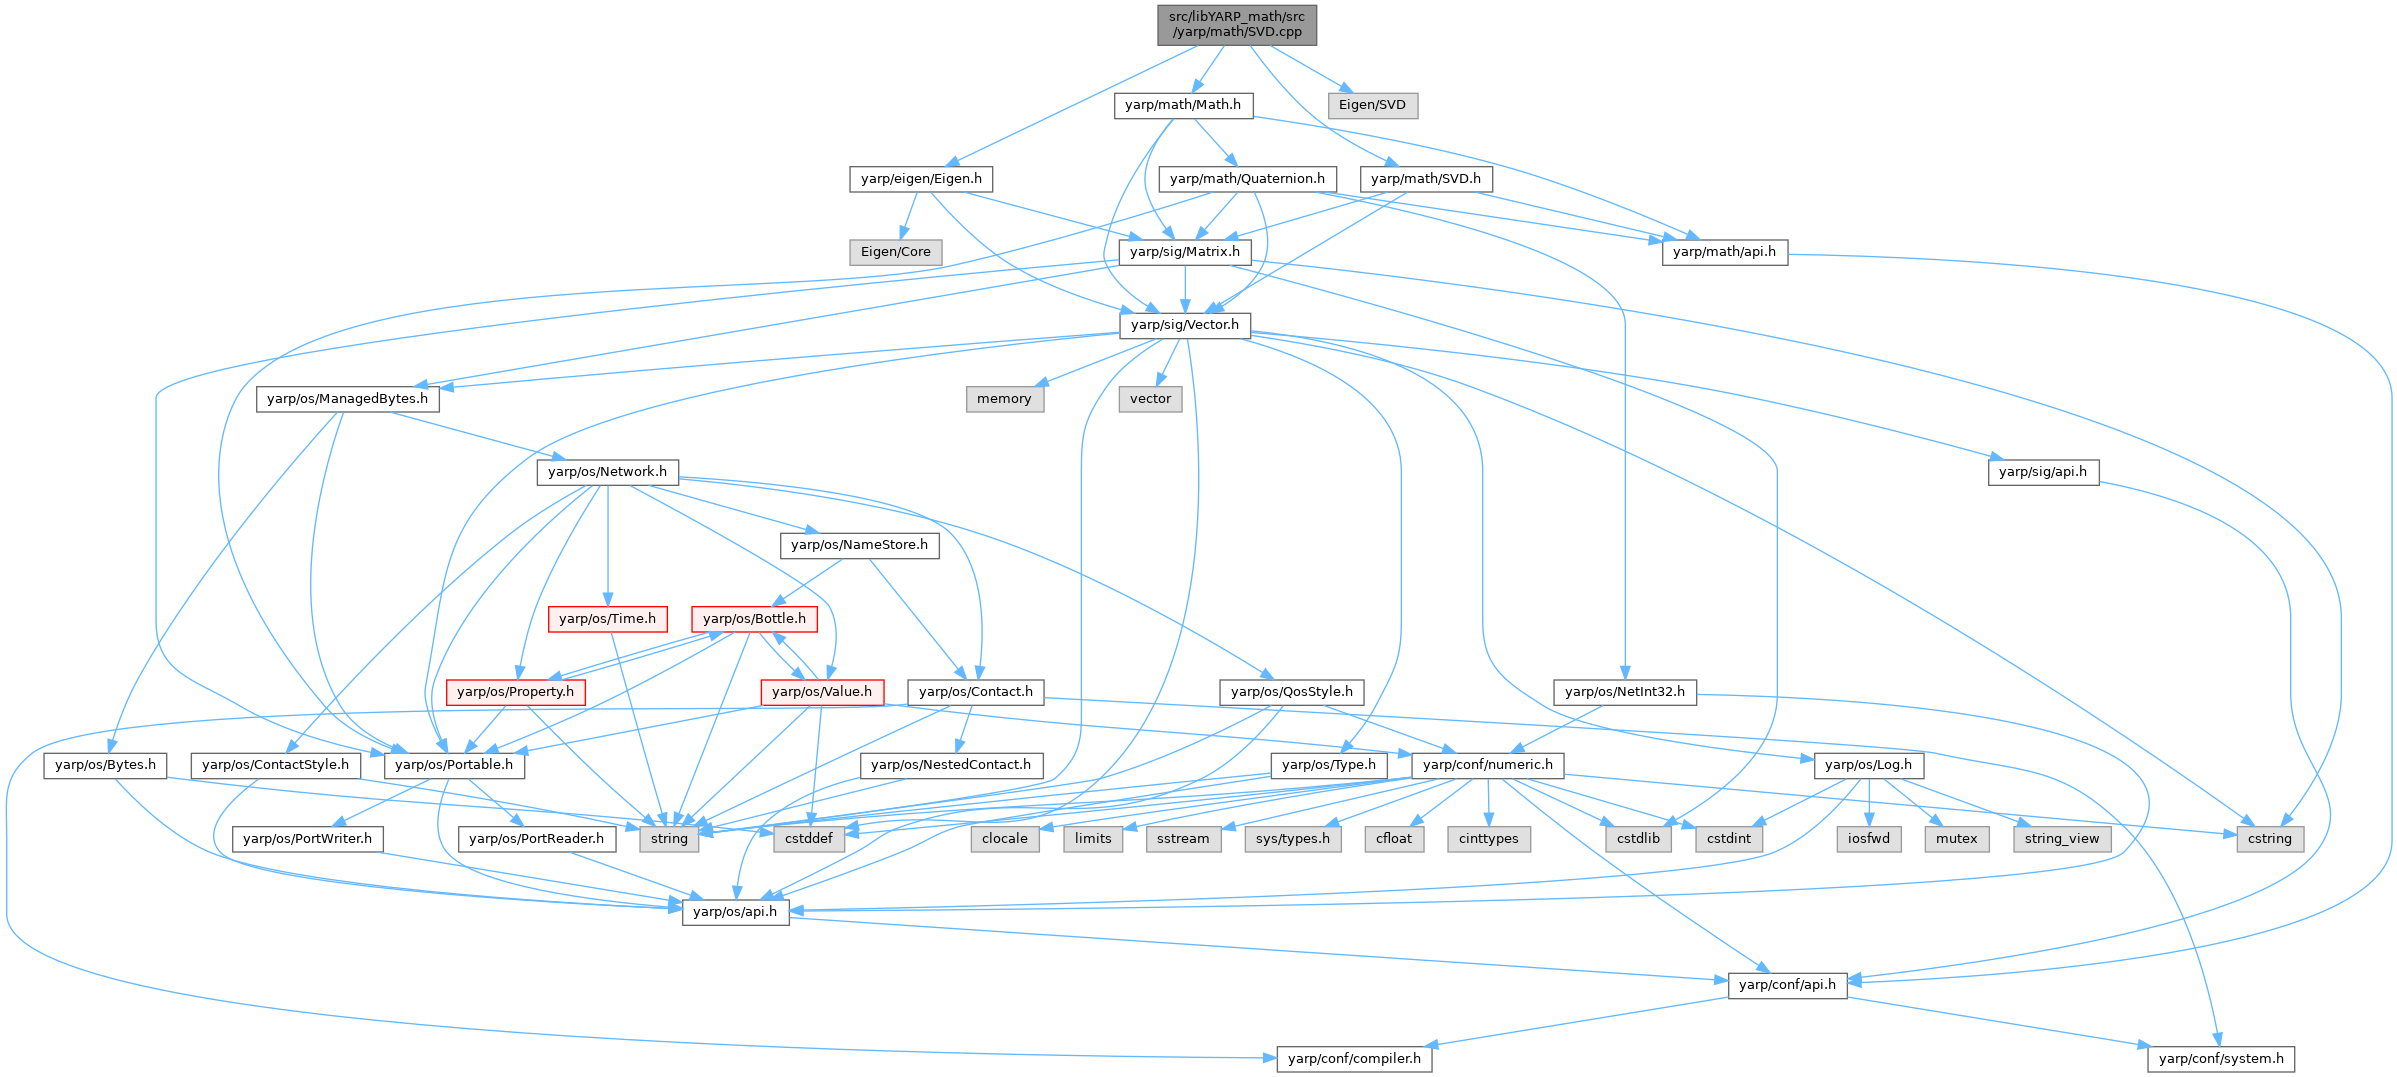 src/libYARP_math/src
/yarp/math/SVD.cpp
yarp/math/Math.h
Eigen/SVD
yarp/eigen/Eigen.h
yarp/math/Quaternion.h
yarp/math/SVD.h
Eigen/Core
yarp/sig/Matrix.h
yarp/math/api.h
yarp/sig/Vector.h
yarp/os/ManagedBytes.h
memory
vector
yarp/os/Network.h
yarp/sig/api.h
yarp/os/NameStore.h
yarp/os/Time.h
yarp/os/Bottle.h
yarp/os/Property.h
yarp/os/Value.h
yarp/os/Contact.h
yarp/os/QosStyle.h
yarp/os/NetInt32.h
yarp/os/Bytes.h
yarp/os/ContactStyle.h
yarp/os/Portable.h
yarp/os/NestedContact.h
yarp/os/Type.h
yarp/conf/numeric.h
yarp/os/Log.h
yarp/os/PortWriter.h
yarp/os/PortReader.h
string
cstddef
clocale
limits
sstream
sys/types.h
cfloat
cinttypes
cstdlib
cstdint
iosfwd
mutex
string_view
cstring
yarp/os/api.h
yarp/conf/api.h
yarp/conf/compiler.h
yarp/conf/system.h